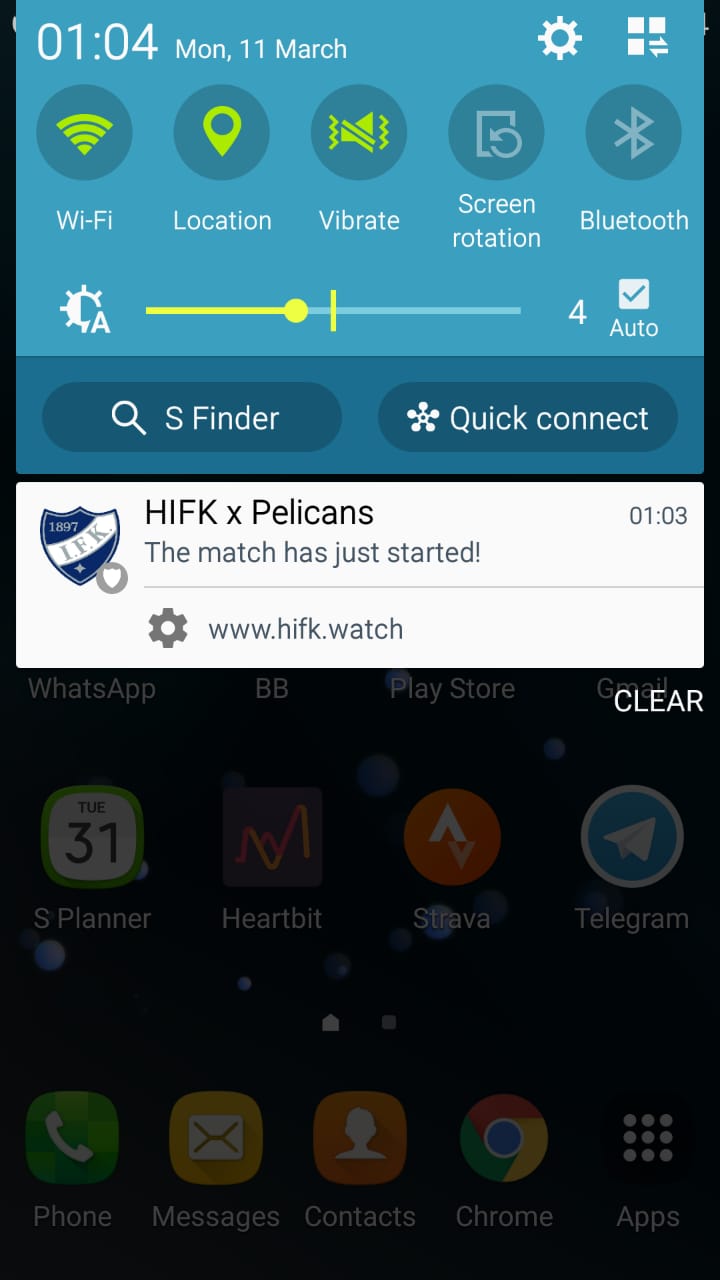 01:04 Mon, 11 March
Wi-Fi
Location
Vibrate
Screen
rotation
Bluetooth
A
4
Auto
S Finder
Quick connect
1897
I.F.K.
HIFK x Pelicans
01:03
The match has just started!
www.hifk.watch
WhatsApp
BB
Play Store
Gmail
CLEAR
TUE
31
S Planner
Heartbit
Strava
Telegram
Phone
Messages
Contacts
Chrome
Apps